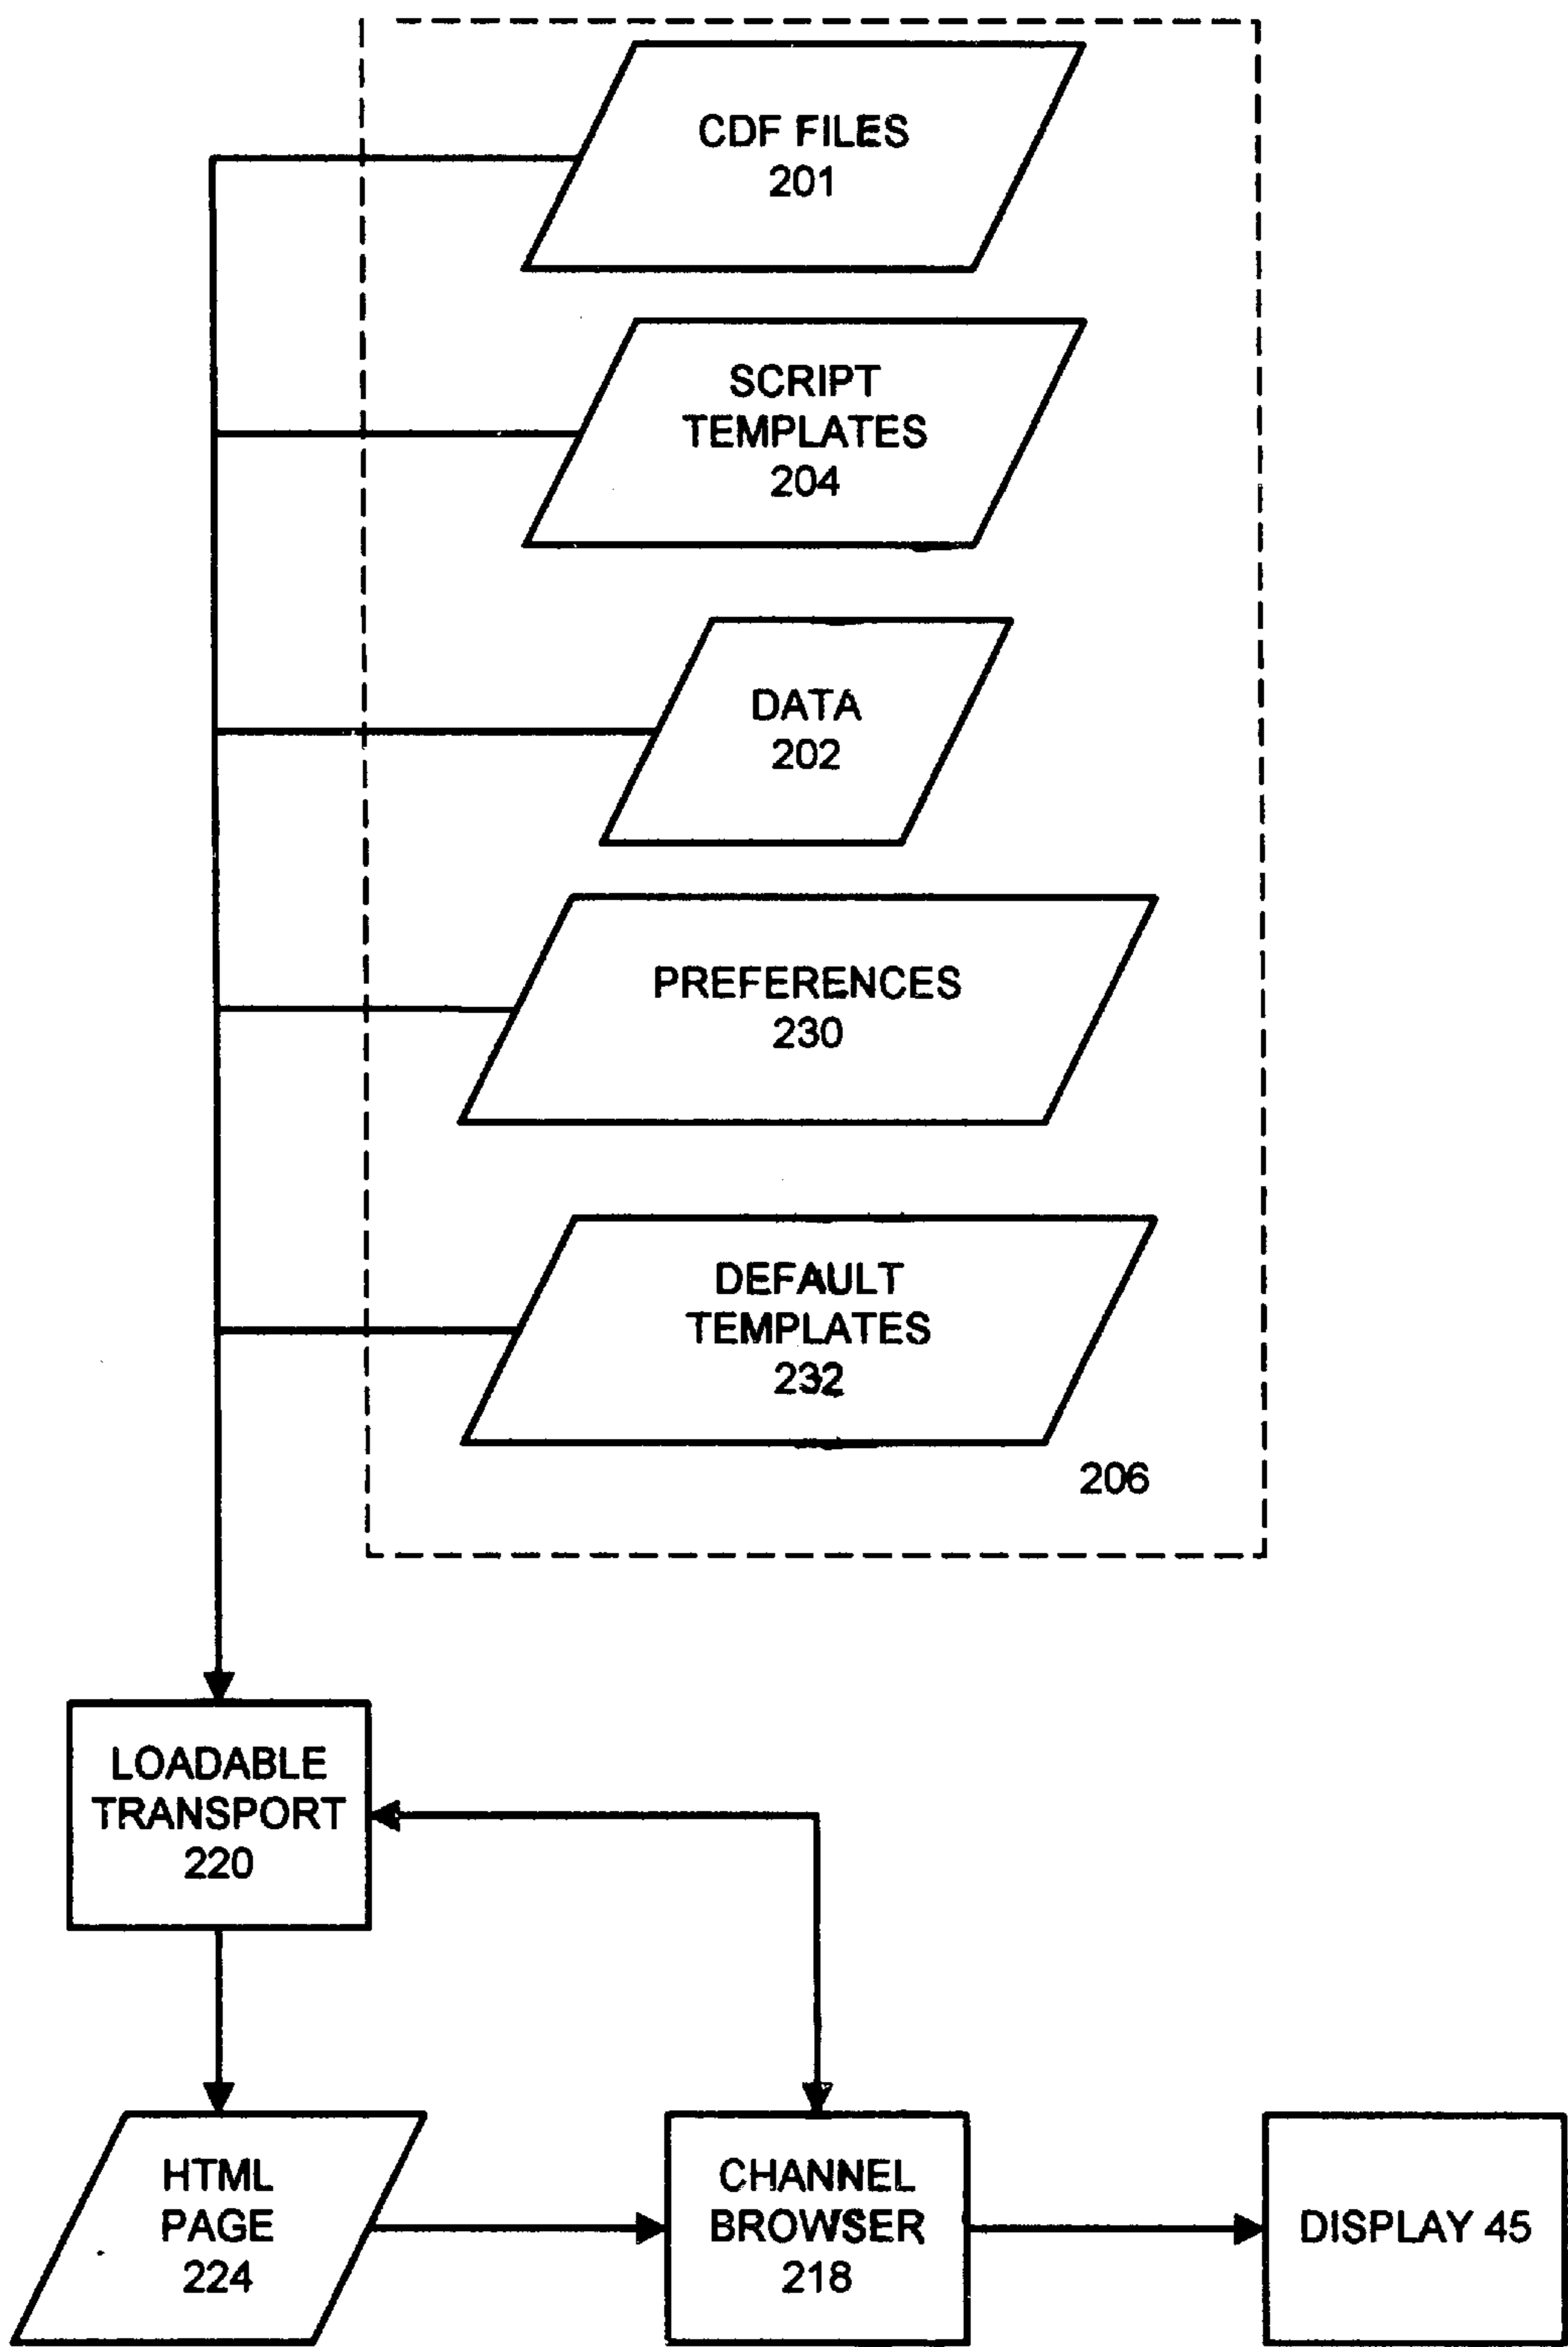 CDF FILES
201
SCRIPT
TEMPLATES
204
DATA
202
PREFERENCES
230
DEFAULT
TEMPLATES
232
206
LOADABLE
TRANSPORT
220
HTML
PAGE
224
CHANNEL
BROWSER
218
DISPLAY 45